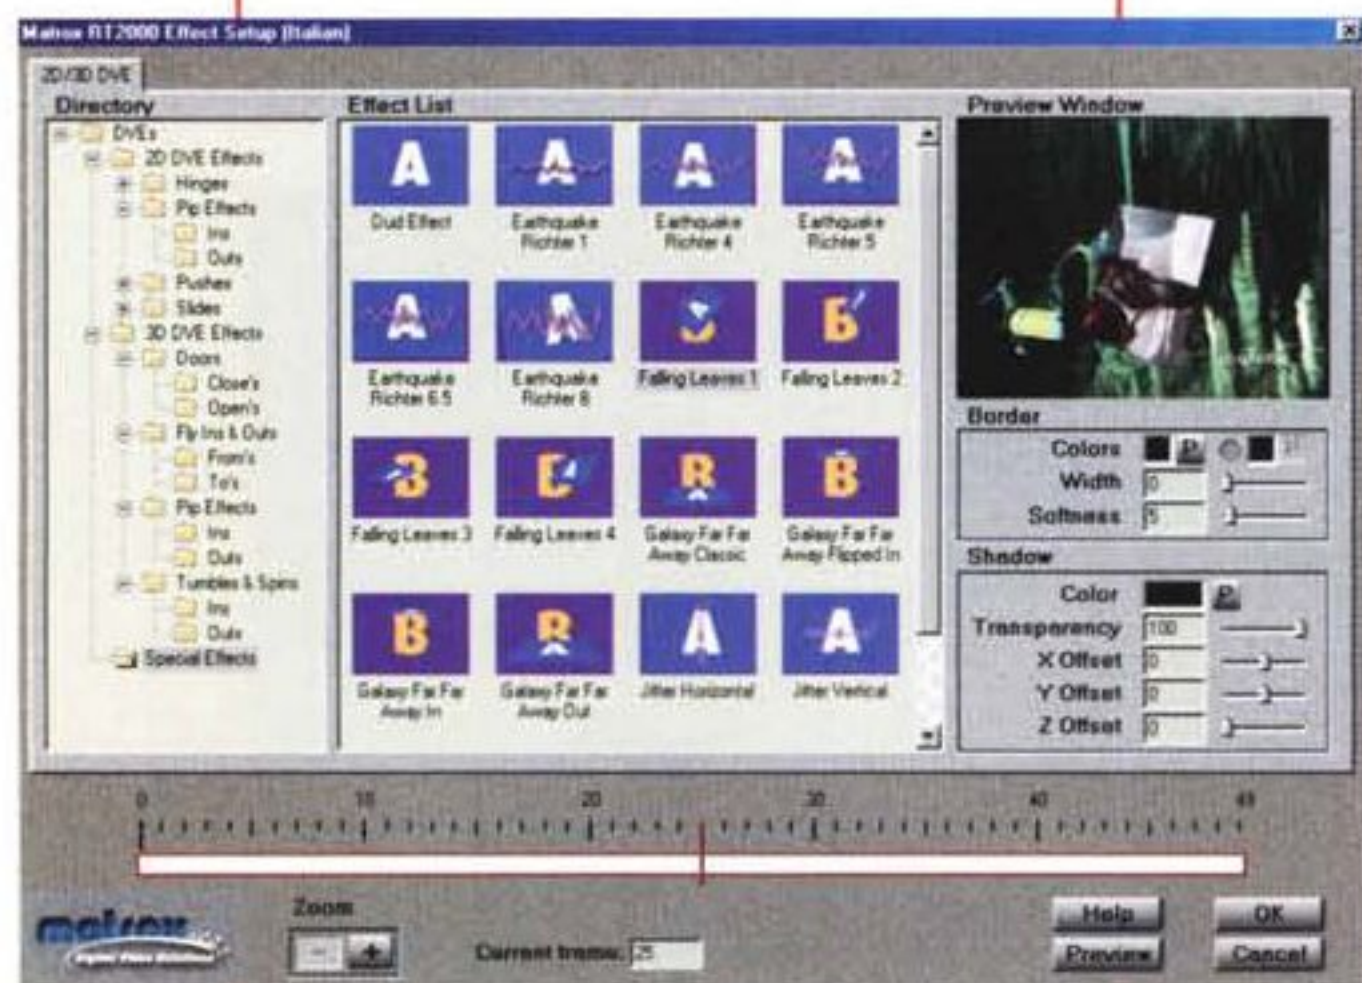 Matrox RT2000 Effect Setup (Italian)
2D/3D DVE
Directory
DVEs
2D DVE Effects
Hinges
Pip Effects
Ins
Outs
Pushes
Slides
3D DVE Effects
Doors
Close's
Open's
Fly Ins & Outs
From's
To's
Pip Effects
Ins
Outs
Tumbles & Spins
Ins
Outs
Special Effects
Effect List
Dud Effect
Earthquake Richter 1
Earthquake Richter 4
Earthquake Richter 5
Earthquake Richter 6.5
Earthquake Richter 8
Falling Leaves 1
Falling Leaves 2
Falling Leaves 3
Falling Leaves 4
Galaxy Far Far Away Classic
Galaxy Far Far Away Flipped In
Galaxy Far Far Away In
Galaxy Far Far Away Out
Jitter Horizontal
Jitter Vertical
Preview Window
Border
Colors
Width 0
Softness 5
Shadow
Color
Transparency 100
X Offset 0
Y Offset 0
Z Offset 0
0 10 20 30 40 49
matrox
Digital Video Solutions
Zoom
Current frame: 25
Help
OK
Preview
Cancel